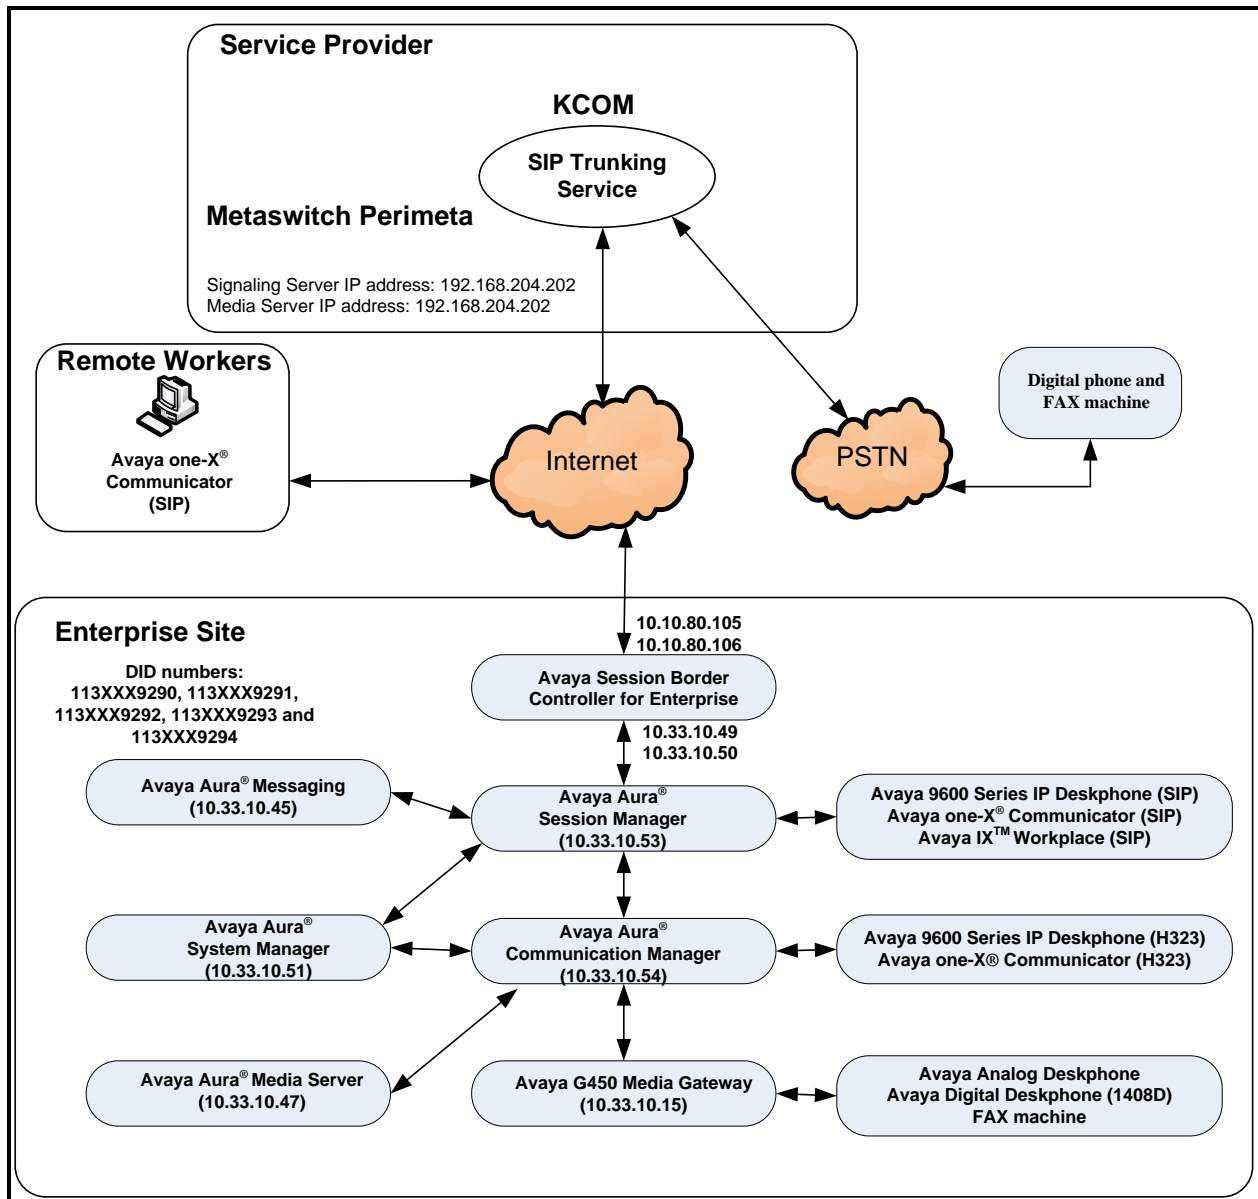 Service Provider
KCOM
SIP Trunking
Service
Metaswitch Perimeta
Signaling Server IP address: 192.168.204.202
Media Server IP address: 192.168.204.202
Remote Workers
Avaya one-X®
Communicator
(SIP)
Internet
PSTN
Digital phone and
FAX machine
Enterprise Site
DID numbers:
113XXX9290, 113XXX9291,
113XXX9292, 113XXX9293 and
113XXX9294
10.10.80.105
10.10.80.106
Avaya Session Border
Controller for Enterprise
10.33.10.49
10.33.10.50
Avaya Aura® Messaging
(10.33.10.45)
Avaya Aura®
Session Manager
(10.33.10.53)
Avaya 9600 Series IP Deskphone (SIP)
Avaya one-X® Communicator (SIP)
Avaya IX™ Workplace (SIP)
Avaya Aura®
System Manager
(10.33.10.51)
Avaya Aura®
Communication Manager
(10.33.10.54)
Avaya 9600 Series IP Deskphone (H323)
Avaya one-X® Communicator (H323)
Avaya Aura® Media Server
(10.33.10.47)
Avaya G450 Media Gateway
(10.33.10.15)
Avaya Analog Deskphone
Avaya Digital Deskphone (1408D)
FAX machine